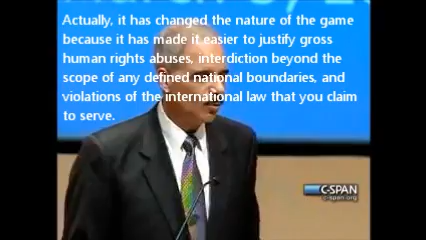 Actually, it has changed the nature of the game
because it has made it easier to justify gross
human rights abuses, interdiction beyond the
scope of any defined national boundaries, and
violations of the international law that you claim
to serve.
C-SPAN
c-span.org